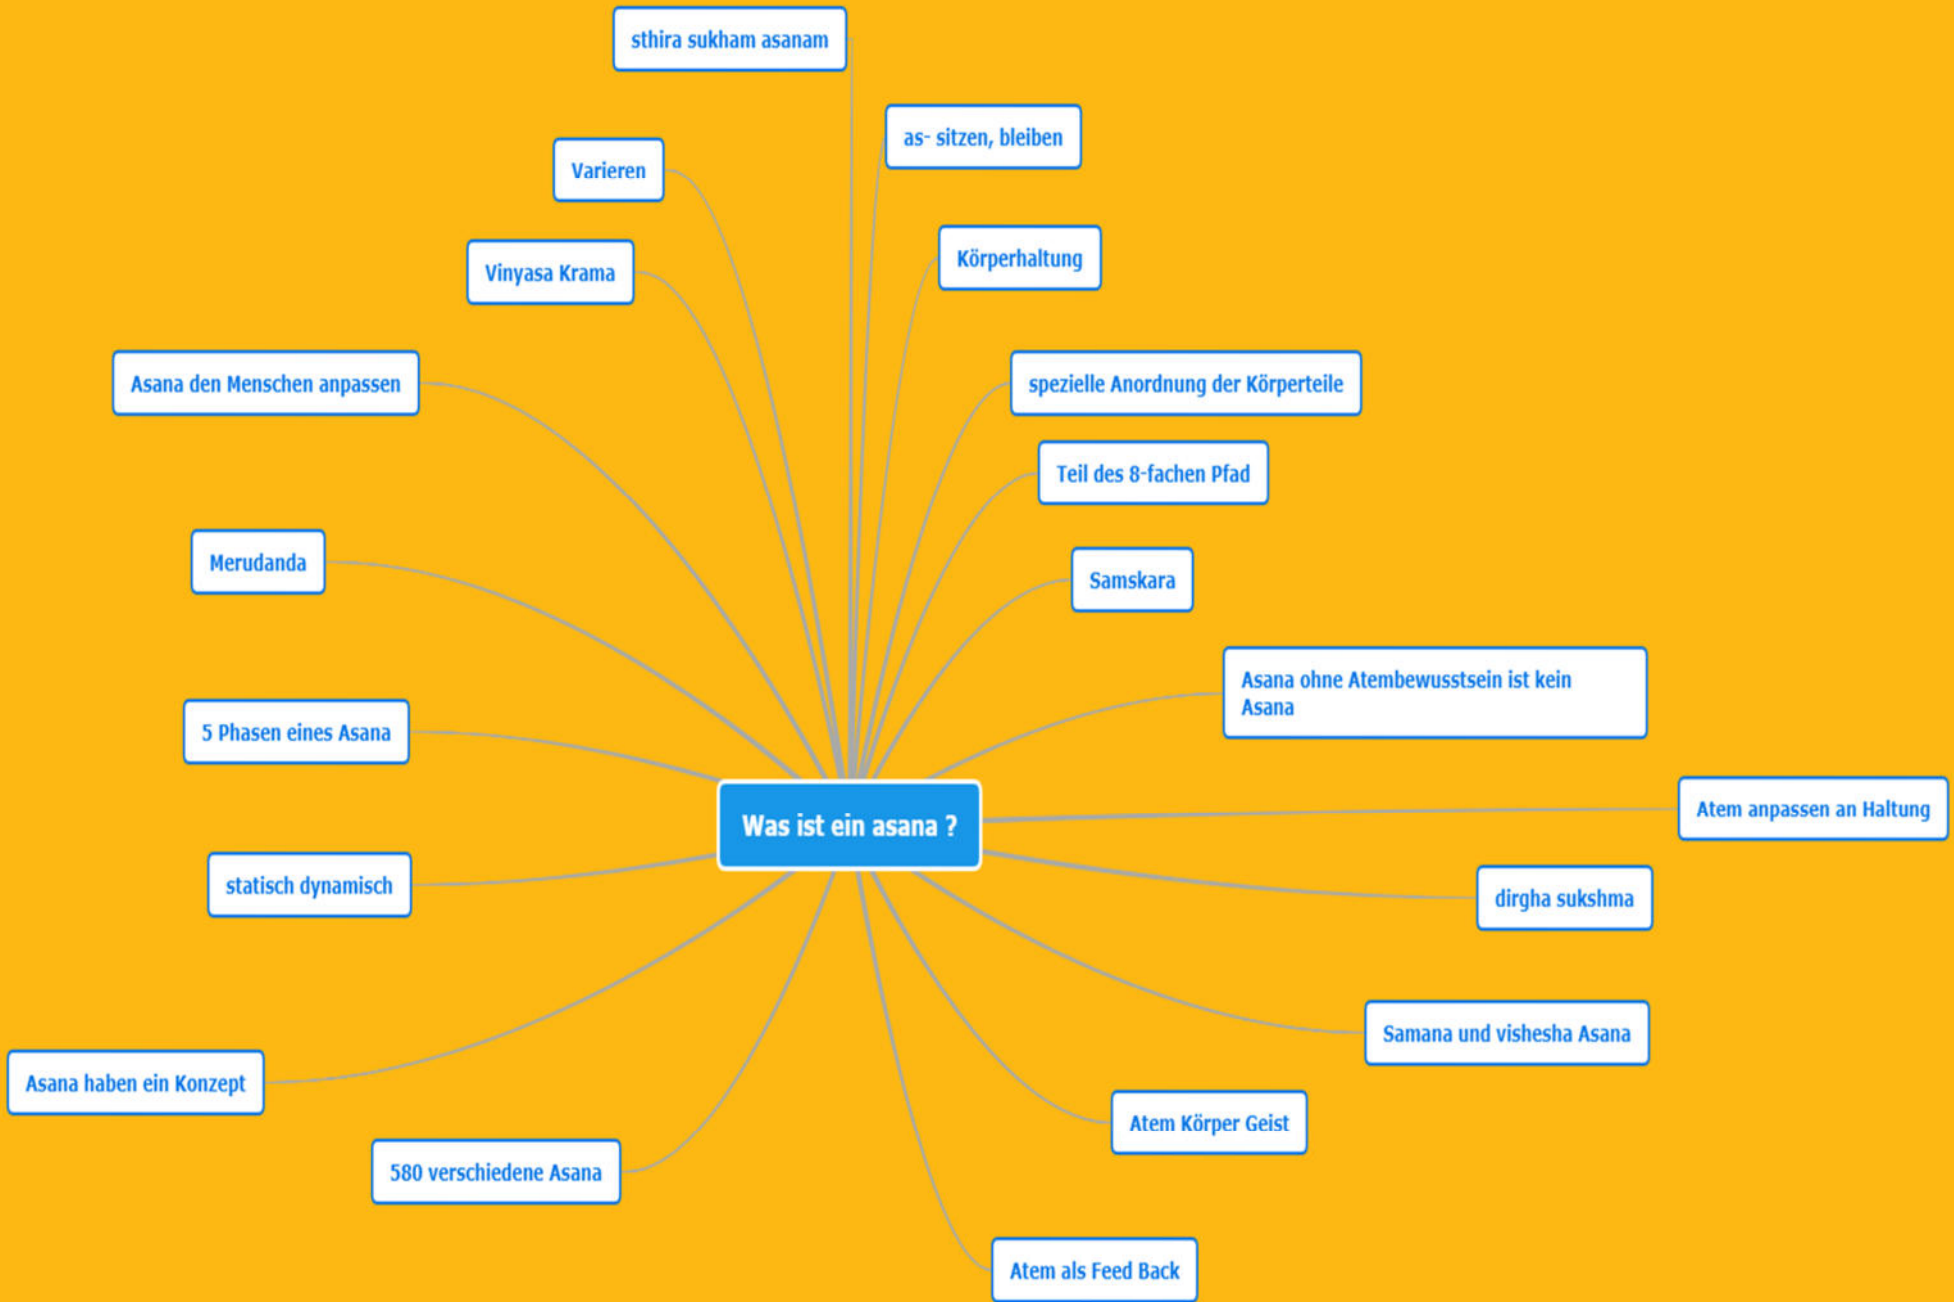 sthira sukham asanam
as- sitzen, bleiben
Varieren
Körperhaltung
Vinyasa Krama
Asana den Menschen anpassen
spezielle Anordnung der Körperteile
Teil des 8-fachen Pfad
Merudanda
Samskara
Asana ohne Atembewusstsein ist kein
Asana
5 Phasen eines Asana
Was ist ein asana ?
Atem anpassen an Haltung
statisch dynamisch
dirgha sukshma
Samana und vishesha Asana
Asana haben ein Konzept
Atem Körper Geist
580 verschiedene Asana
Atem als Feed Back